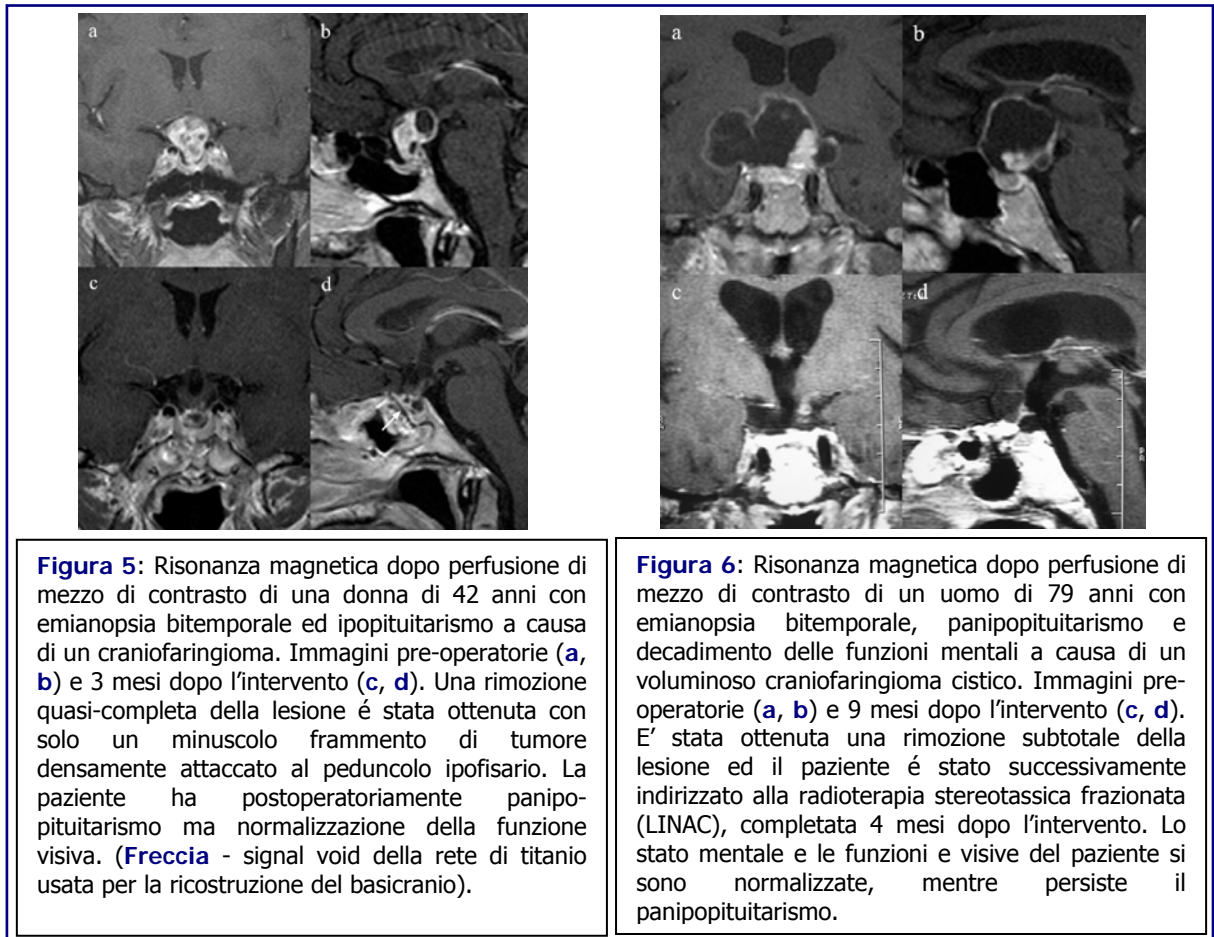 a
b
c
d
a
b
c
d
Figura 5: Risonanza magnetica dopo perfusione di
mezzo di contrasto di una donna di 42 anni con
emianopsia bitemporale ed ipopituitarismo a causa
di un craniofaringioma. Immagini pre-operatorie (a,
b) e 3 mesi dopo l'intervento (c, d). Una rimozione
quasi-completa della lesione é stata ottenuta con
solo un minuscolo frammento di tumore
densamente attaccato al peduncolo ipofisario. La
paziente ha postoperatoriamente panipo-
pituitarismo ma normalizzazione della funzione
visiva. (Freccia - signal void della rete di titanio
usata per la ricostruzione del basicranio).
Figura 6: Risonanza magnetica dopo perfusione di
mezzo di contrasto di un uomo di 79 anni con
emianopsia bitemporale, panipopituitarismo e
decadimento delle funzioni mentali a causa di un
voluminoso craniofaringioma cistico. Immagini pre-
operatorie (a, b) e 9 mesi dopo l'intervento (c, d).
E' stata ottenuta una rimozione subtotale della
lesione ed il paziente é stato successivamente
indirizzato alla radioterapia stereotassica frazionata
(LINAC), completata 4 mesi dopo l'intervento. Lo
stato mentale e le funzioni e visive del paziente si
sono normalizzate, mentre persiste il
panipopituitarismo.